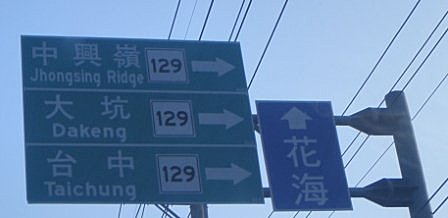 中興嶺 129
Jhongsing Ridge
大坑 129
Dakeng
台中 129
Taichung
花海